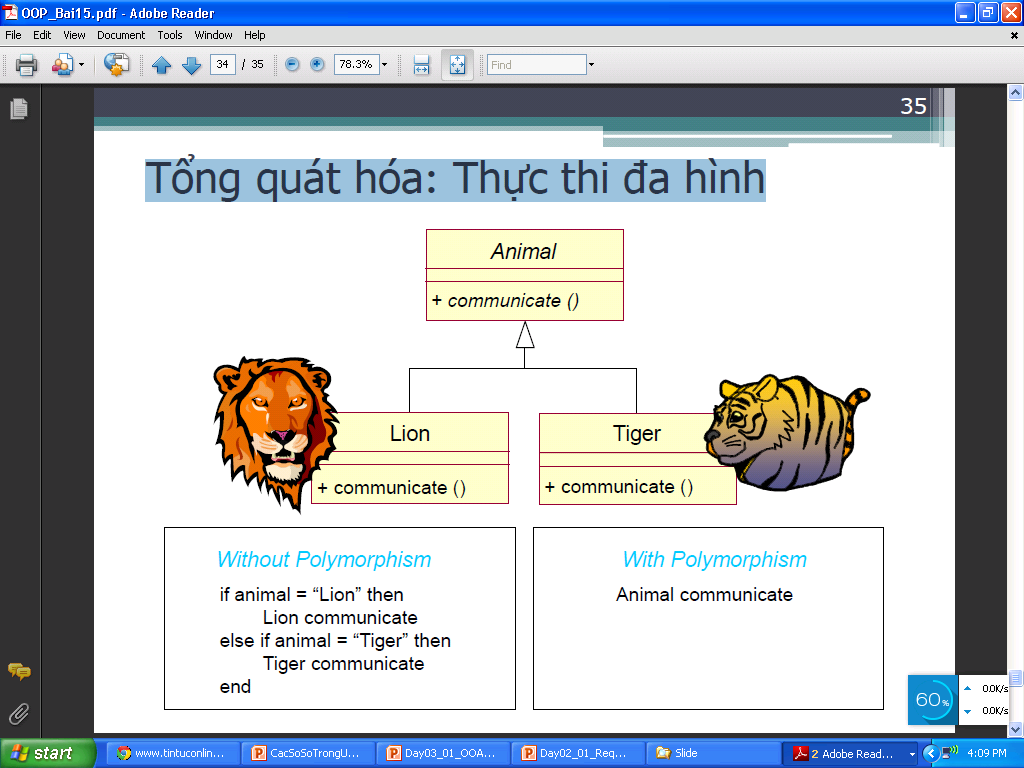 OOP_Bai15.pdf - Adobe Reader
File Edit View Document Tools Window Help
34 / 35 78.3% Find
35
Tổng quát hóa: Thực thi đa hình
Animal
+ communicate ()
Lion
+ communicate ()
Tiger
+ communicate ()
Without Polymorphism
if animal = “Lion” then
Lion communicate
else if animal = “Tiger” then
Tiger communicate
end
With Polymorphism
Animal communicate
60%
0.0K/s
0.0K/s
start
www.tintuconlin...
CacSoSoTrongU...
Day03_01_OOA...
Day02_01_Req...
Slide
2 Adobe Read...
4:09 PM